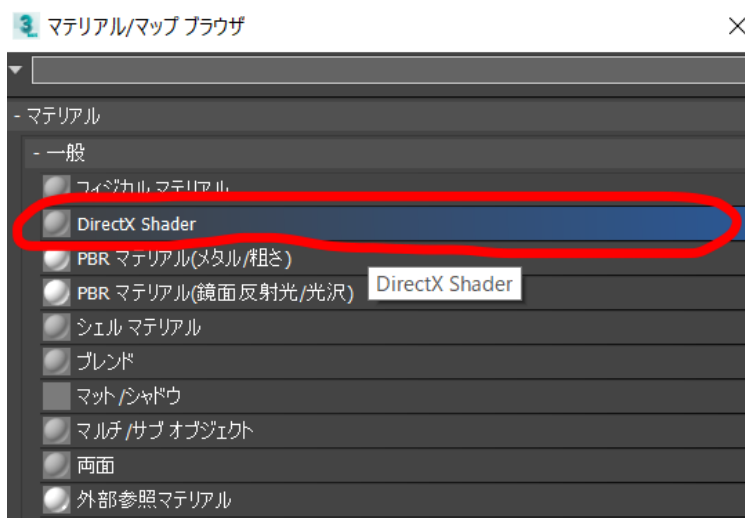 マテリアル/マップ ブラウザ
- マテリアル
- 一般
フィジカル マテリアル
DirectX Shader
PBR マテリアル(メタル/粗さ)
PBR マテリアル(鏡面反射光/光沢)
DirectX Shader
シェル マテリアル
ブレンド
マット/シャドウ
マルチ/サブ オブジェクト
両面
外部参照マテリアル